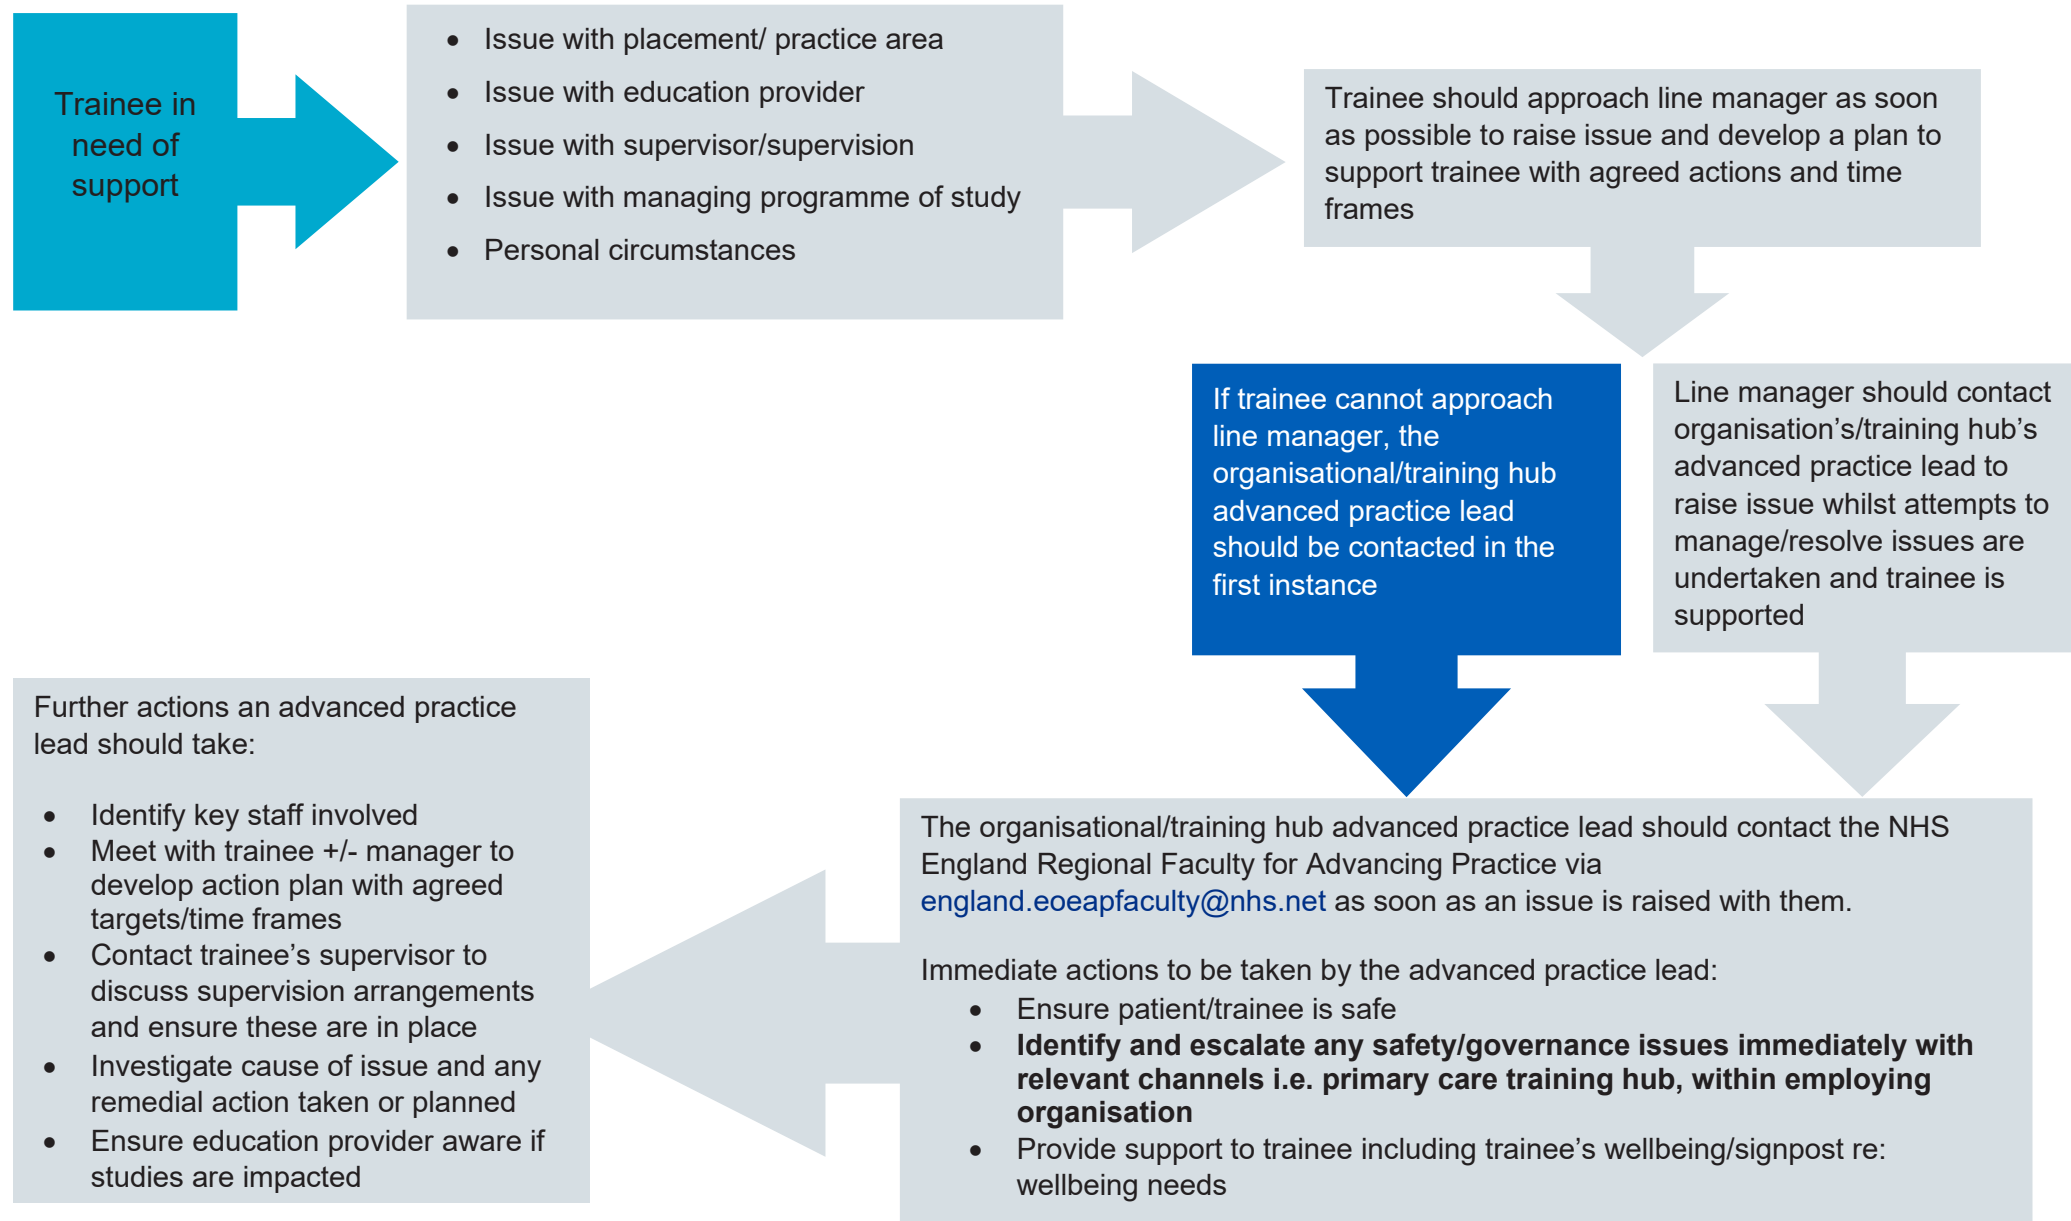 Trainee in
need of
support
• Issue with placement/ practice area
• Issue with education provider
• Issue with supervisor/supervision
• Issue with managing programme of study
• Personal circumstances
Trainee should approach line manager as soon
as possible to raise issue and develop a plan to
support trainee with agreed actions and time
frames
If trainee cannot approach
line manager, the
organisational/training hub
advanced practice lead
should be contacted in the
first instance
Line manager should contact
organisation’s/training hub’s
advanced practice lead to
raise issue whilst attempts to
manage/resolve issues are
undertaken and trainee is
supported
The organisational/training hub advanced practice lead should contact the NHS
England Regional Faculty for Advancing Practice via
england.eoeapfaculty@nhs.net as soon as an issue is raised with them.
Immediate actions to be taken by the advanced practice lead:
• Ensure patient/trainee is safe
• Identify and escalate any safety/governance issues immediately with
relevant channels i.e. primary care training hub, within employing
organisation
• Provide support to trainee including trainee’s wellbeing/signpost re:
wellbeing needs
Further actions an advanced practice
lead should take:
• Identify key staff involved
• Meet with trainee +/- manager to
develop action plan with agreed
targets/time frames
• Contact trainee’s supervisor to
discuss supervision arrangements
and ensure these are in place
• Investigate cause of issue and any
remedial action taken or planned
• Ensure education provider aware if
studies are impacted